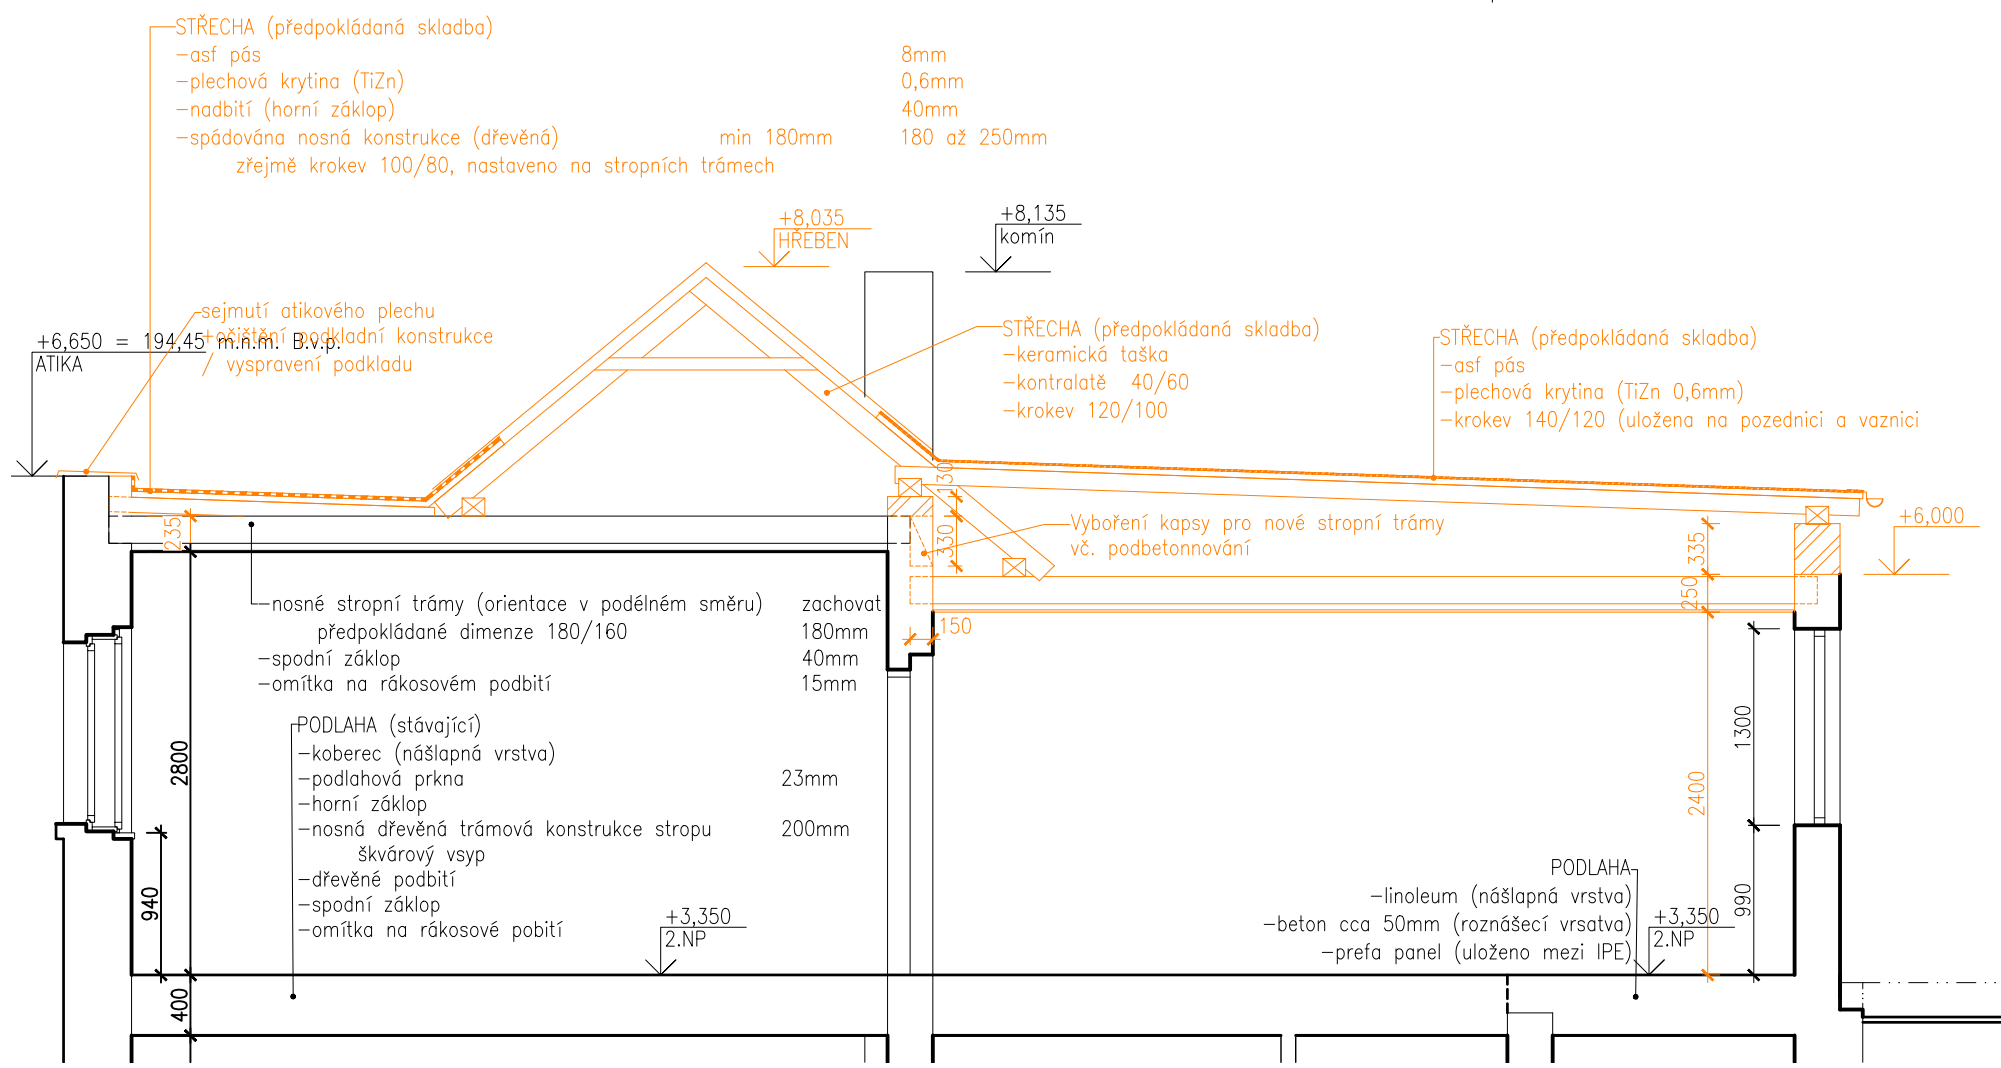 STŘECHA (předpokládaná skladba)
-asf pás 8mm
-plechová krytina (TiZn) 0,6mm
-nadbití (horní záklop) 40mm
-spádována nosná konstrukce (dřevěná) min 180mm 180 až 250mm
zřejmě krokev 100/80, nastaveno na stropních trámech
+8,035
HŘEBEN
+8,135
komín
sejmutí atikového plechu
+očištění podkladní konstrukce
/ vyspravení podkladu
+6,650 = 194,45 m.n.m. B.v.p.
ATIKA
STŘECHA (předpokládaná skladba)
-keramická taška
-kontralatě 40/60
-krokev 120/100
STŘECHA (předpokládaná skladba)
-asf pás
-plechová krytina (TiZn 0,6mm)
-krokev 140/120 (uložena na pozednici a vaznici
130
235
330
Vyboření kapsy pro nové stropní trámy
vč. podbetonnování
+6,000
335
250
150
-nosné stropní trámy (orientace v podélném směru) zachovat
předpokládané dimenze 180/160 180mm
-spodní záklop 40mm
-omítka na rákosovém podbití 15mm
PODLAHA (stávající)
-koberec (nášlapná vrstva)
-podlahová prkna 23mm
-horní záklop
-nosná dřevěná trámová konstrukce stropu 200mm
škvárový vsyp
-dřevěné podbití
-spodní záklop
-omítka na rákosové pobití
2800
940
400
+3,350
2.NP
1300
2400
990
PODLAHA
-linoleum (nášlapná vrstva)
-beton cca 50mm (roznášecí vrsatva)
-prefa panel (uloženo mezi IPE)
+3,350
2.NP